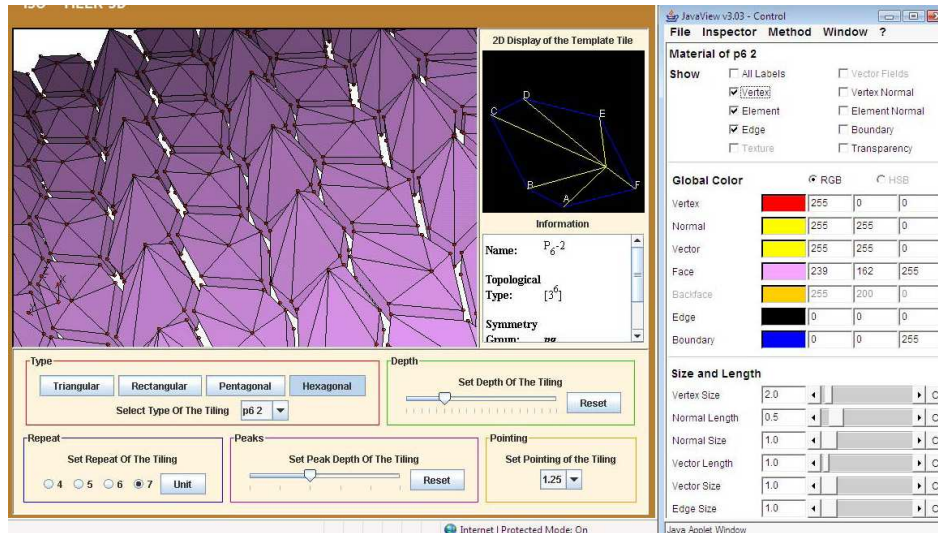 2D Display of the Template Tile
D
C
E
B
A
F
Information
Name: P6-2
Topological
Type: [3^6]
Symmetry
Group: pg
Type
Triangular Rectangular Pentagonal Hexagonal
Select Type Of The Tiling p6 2
Depth
Set Depth Of The Tiling
Reset
Repeat
Set Repeat Of The Tiling
4 5 6 7 Unit
Peaks
Set Peak Depth Of The Tiling
Reset
Pointing
Set Pointing of the Tiling
1.25
Internet | Protected Mode: On
JavaView v3.03 - Control
File Inspector Method Window ?
Material of p6 2
Show All Labels Vector Fields
Vertex Vertex Normal
Element Element Normal
Edge Boundary
Texture Transparency
Global Color RGB HSB
Vertex 255 0 0
Normal 255 255 0
Vector 255 255 0
Face 239 162 255
Backface 255 200 0
Edge 0 0 0
Boundary 0 0 255
Size and Length
Vertex Size 2.0
Normal Length 0.5
Normal Size 1.0
Vector Length 1.0
Vector Size 1.0
Edge Size 1.0
Java Applet Window